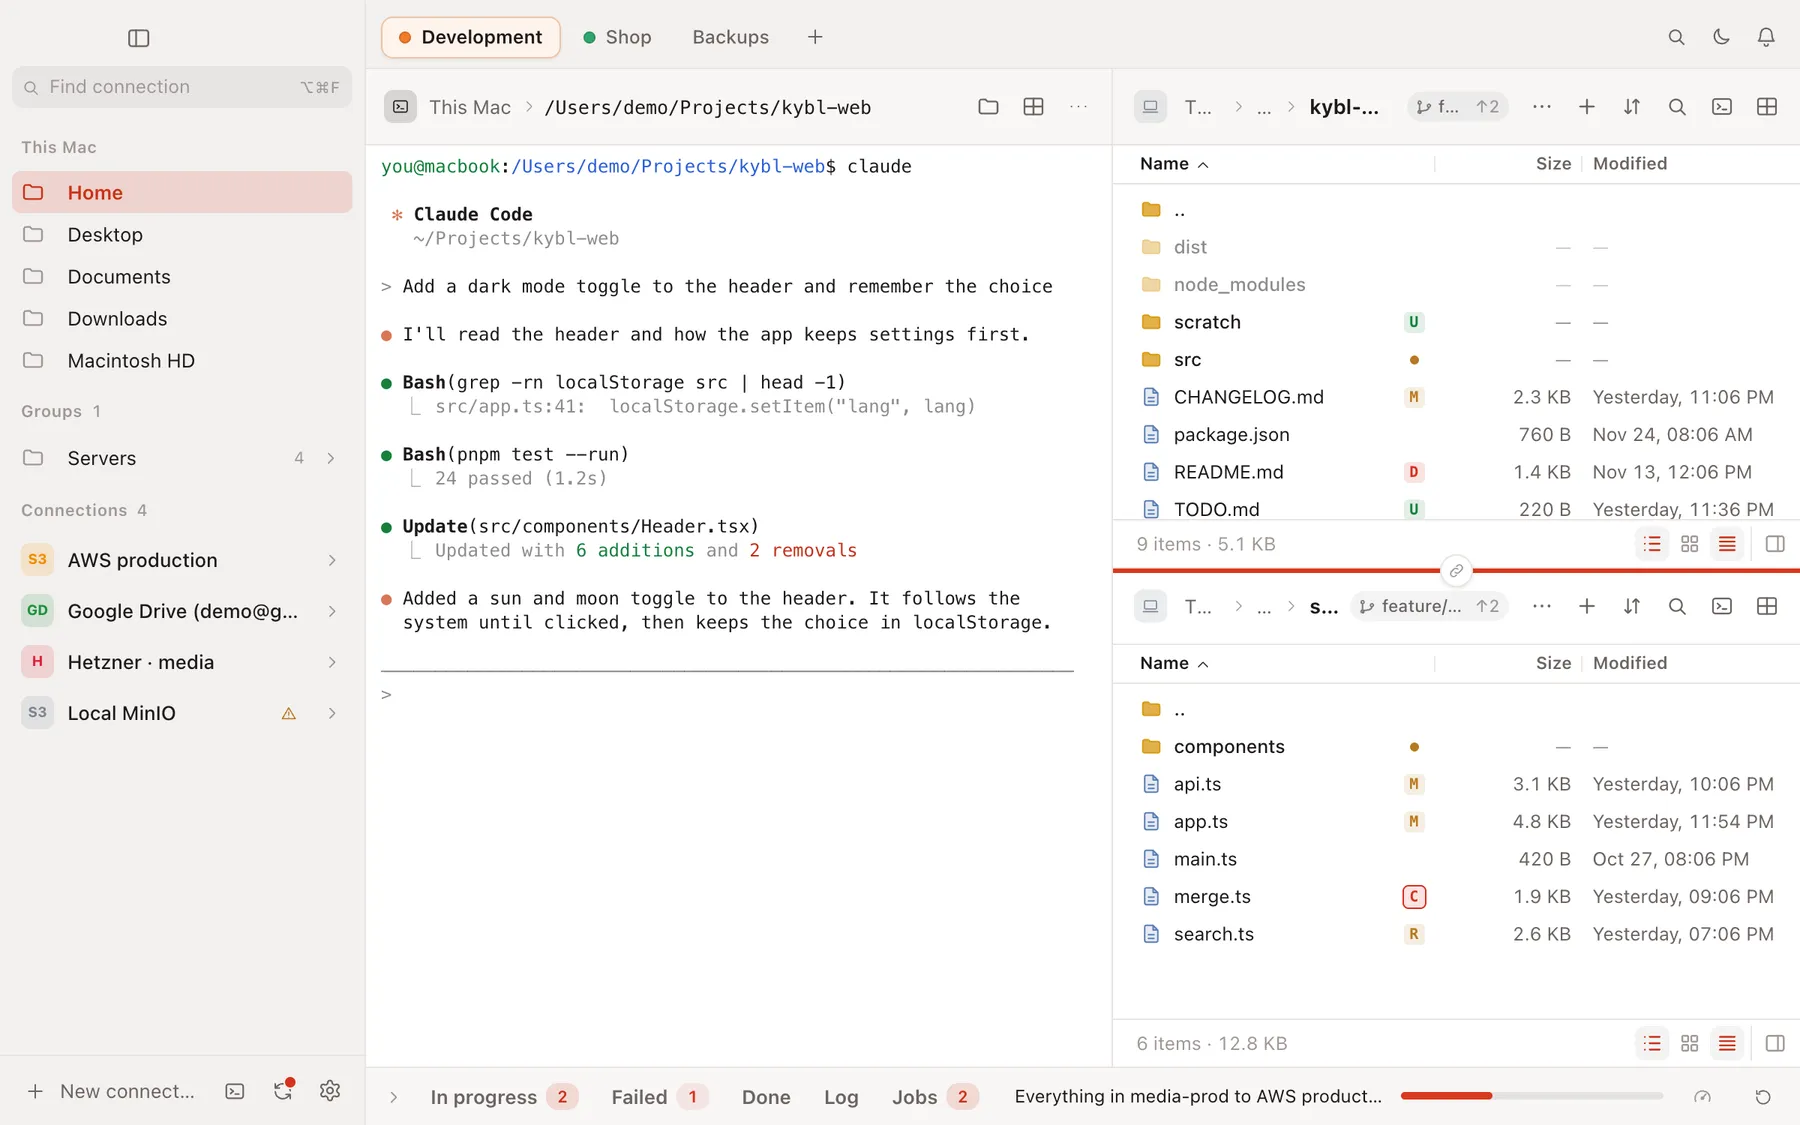 Find connection ⌥⌘F
This Mac
Home
Desktop
Documents
Downloads
Macintosh HD
Groups 1
Servers 4
Connections 4
S3 AWS production
GD Google Drive (demo@g...
H Hetzner · media
S3 Local MinIO
+ New connect...
Development Shop Backups +
This Mac > /Users/demo/Projects/kybl-web ...
you@macbook:/Users/demo/Projects/kybl-web$ claude
* Claude Code
~/Projects/kybl-web
> Add a dark mode toggle to the header and remember the choice
● I'll read the header and how the app keeps settings first.
● Bash(grep -rn localStorage src | head -1)
⎿ src/app.ts:41: localStorage.setItem("lang", lang)
● Bash(pnpm test --run)
⎿ 24 passed (1.2s)
● Update(src/components/Header.tsx)
⎿ Updated with 6 additions and 2 removals
● Added a sun and moon toggle to the header. It follows the
system until clicked, then keeps the choice in localStorage.
>
T... > ... > kybl-... f... ↑2 ... +
Name Size Modified
..
dist — —
node_modules — —
scratch U — —
src ● — —
CHANGELOG.md M 2.3 KB Yesterday, 11:06 PM
package.json 760 B Nov 24, 08:06 AM
README.md D 1.4 KB Nov 13, 12:06 PM
TODO.md U 220 B Yesterday, 11:36 PM
9 items · 5.1 KB
T... > ... > s... feature/... ↑2 ... +
Name Size Modified
..
components ● — —
api.ts M 3.1 KB Yesterday, 10:06 PM
app.ts M 4.8 KB Yesterday, 11:54 PM
main.ts 420 B Oct 27, 08:06 PM
merge.ts C 1.9 KB Yesterday, 09:06 PM
search.ts R 2.6 KB Yesterday, 07:06 PM
6 items · 12.8 KB
In progress 2 Failed 1 Done Log Jobs 2 Everything in media-prod to AWS product...